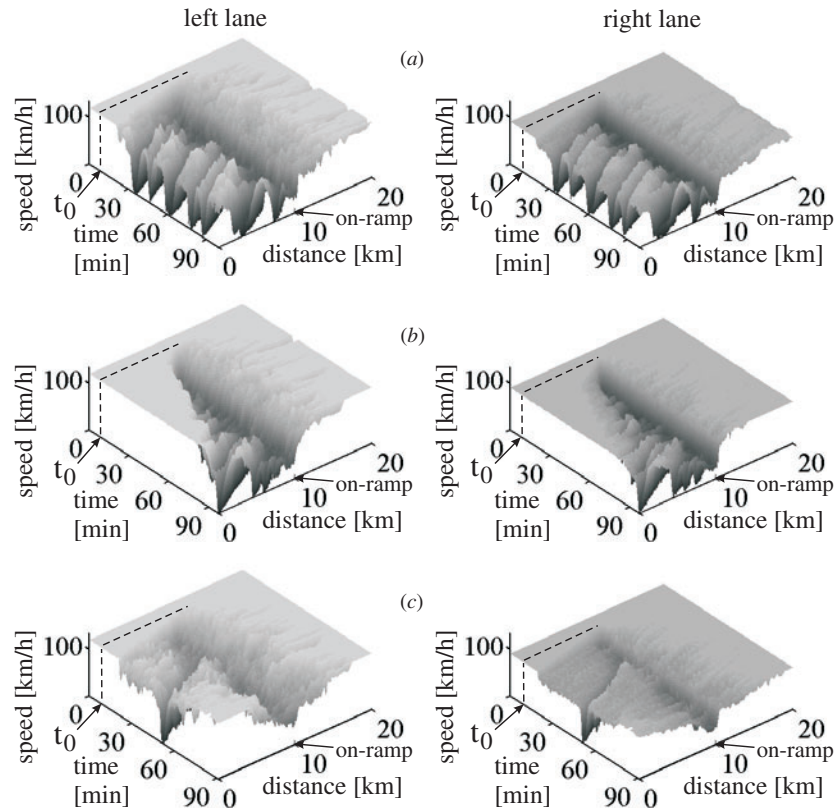 left lane
right lane
(a)
speed [km/h]
100
0
t0
30
60
90
time
[min]
0
10
20
on-ramp
distance [km]
speed [km/h]
100
0
t0
30
60
90
time
[min]
0
10
20
on-ramp
distance [km]
(b)
speed [km/h]
100
0
t0
30
60
90
time
[min]
0
10
20
on-ramp
distance [km]
speed [km/h]
100
0
t0
30
60
90
time
[min]
0
10
20
on-ramp
distance [km]
(c)
speed [km/h]
100
0
t0
30
60
90
time
[min]
0
10
20
on-ramp
distance [km]
speed [km/h]
100
0
t0
30
60
90
time
[min]
0
10
20
on-ramp
distance [km]